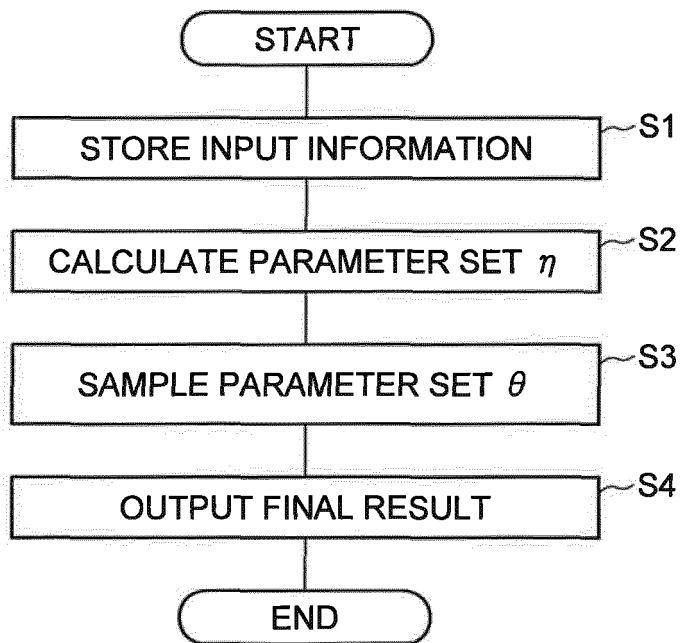 START
STORE INPUT INFORMATION
S1
CALCULATE PARAMETER SET η
S2
SAMPLE PARAMETER SET θ
S3
OUTPUT FINAL RESULT
S4
END